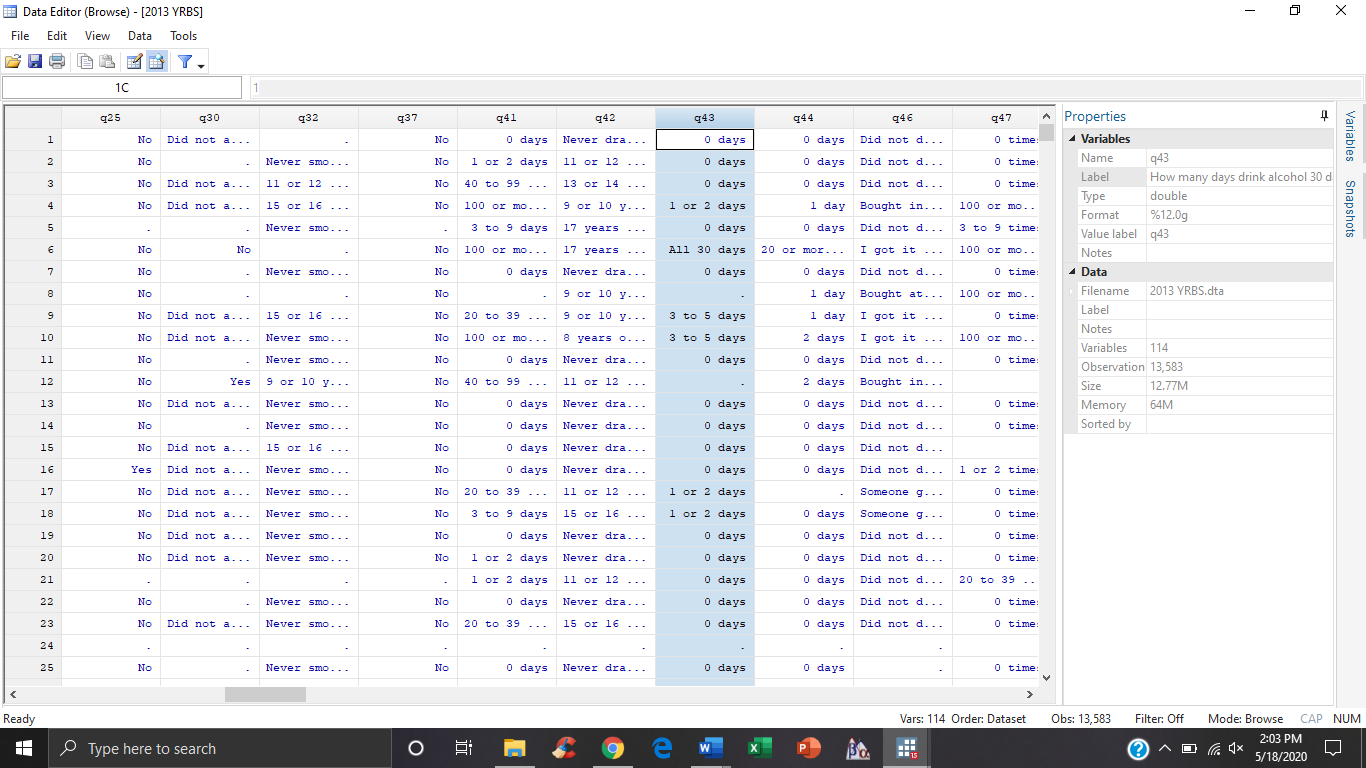 Data Editor (Browse) - [2013 YRBS]
File Edit View Data Tools
1C 1
q25 q30 q32 q37 q41 q42 q43 q44 q46 q47
1 No Did not a... . No 0 days Never dra... 0 days 0 days Did not d... 0 time
2 No . Never smo... No 1 or 2 days 11 or 12 ... 0 days 0 days Did not d... 0 time
3 No Did not a... 11 or 12 ... No 40 to 99 ... 13 or 14 ... 0 days 0 days Did not d... 0 time
4 No Did not a... 15 or 16 ... No 100 or mo... 9 or 10 y... 1 or 2 days 1 day Bought in... 100 or mo...
5 . . Never smo... . 3 to 9 days 17 years ... 0 days 0 days Did not d... 3 to 9 time
6 No No . No 100 or mo... 17 years ... All 30 days 20 or mor... I got it ... 100 or mo...
7 No . Never smo... No 0 days Never dra... 0 days 0 days Did not d... 0 time
8 No . . No . 9 or 10 y... . 1 day Bought at... 100 or mo...
9 No Did not a... 15 or 16 ... No 20 to 39 ... 9 or 10 y... 3 to 5 days 1 day I got it ... 0 time
10 No Did not a... Never smo... No 100 or mo... 8 years o... 3 to 5 days 2 days I got it ... 100 or mo...
11 No . Never smo... No 0 days Never dra... 0 days 0 days Did not d... 0 time
12 No Yes 9 or 10 y... No 40 to 99 ... 11 or 12 ... . 2 days Bought in...
13 No Did not a... Never smo... No 0 days Never dra... 0 days 0 days Did not d... 0 time
14 No . Never smo... No 0 days Never dra... 0 days 0 days Did not d... 0 time
15 No Did not a... 15 or 16 ... No 0 days Never dra... 0 days 0 days Did not d...
16 Yes Did not a... Never smo... No 0 days Never dra... 0 days 0 days Did not d... 1 or 2 time
17 No Did not a... Never smo... No 20 to 39 ... 11 or 12 ... 1 or 2 days . Someone g... 0 time
18 No Did not a... Never smo... No 3 to 9 days 15 or 16 ... 1 or 2 days 0 days Someone g... 0 time
19 No Did not a... Never smo... No 0 days Never dra... 0 days 0 days Did not d... 0 time
20 No Did not a... Never smo... No 1 or 2 days Never dra... 0 days 0 days Did not d... 0 time
21 . . . . 1 or 2 days 11 or 12 ... 0 days 0 days Did not d... 20 to 39 ..
22 No . Never smo... No 0 days Never dra... 0 days 0 days Did not d... 0 time
23 No Did not a... Never smo... No 20 to 39 ... 15 or 16 ... 0 days 0 days Did not d... 0 time
24 . . . . . . . . .
25 No . Never smo... No 0 days Never dra... 0 days 0 days . 0 time
Properties
Variables
Name q43
Label How many days drink alcohol 30 d
Type double
Format %12.0g
Value label q43
Notes
Data
Filename 2013 YRBS.dta
Label
Notes
Variables 114
Observation 13,583
Size 12.77M
Memory 64M
Sorted by
Variables
Snapshots
Ready Vars: 114 Order: Dataset Obs: 13,583 Filter: Off Mode: Browse CAP NUM
Type here to search
2:03 PM
5/18/2020